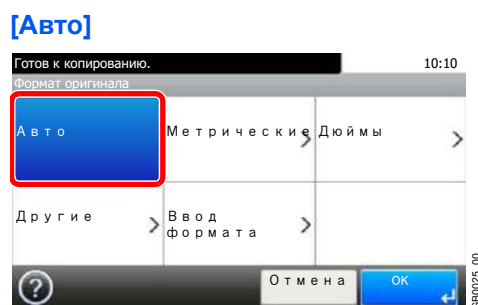 [Авто]
Готов к копированию. 10:10
Формат оригинала
Авто Метрические Дюймы
Другие Ввод формата
Отмена OK